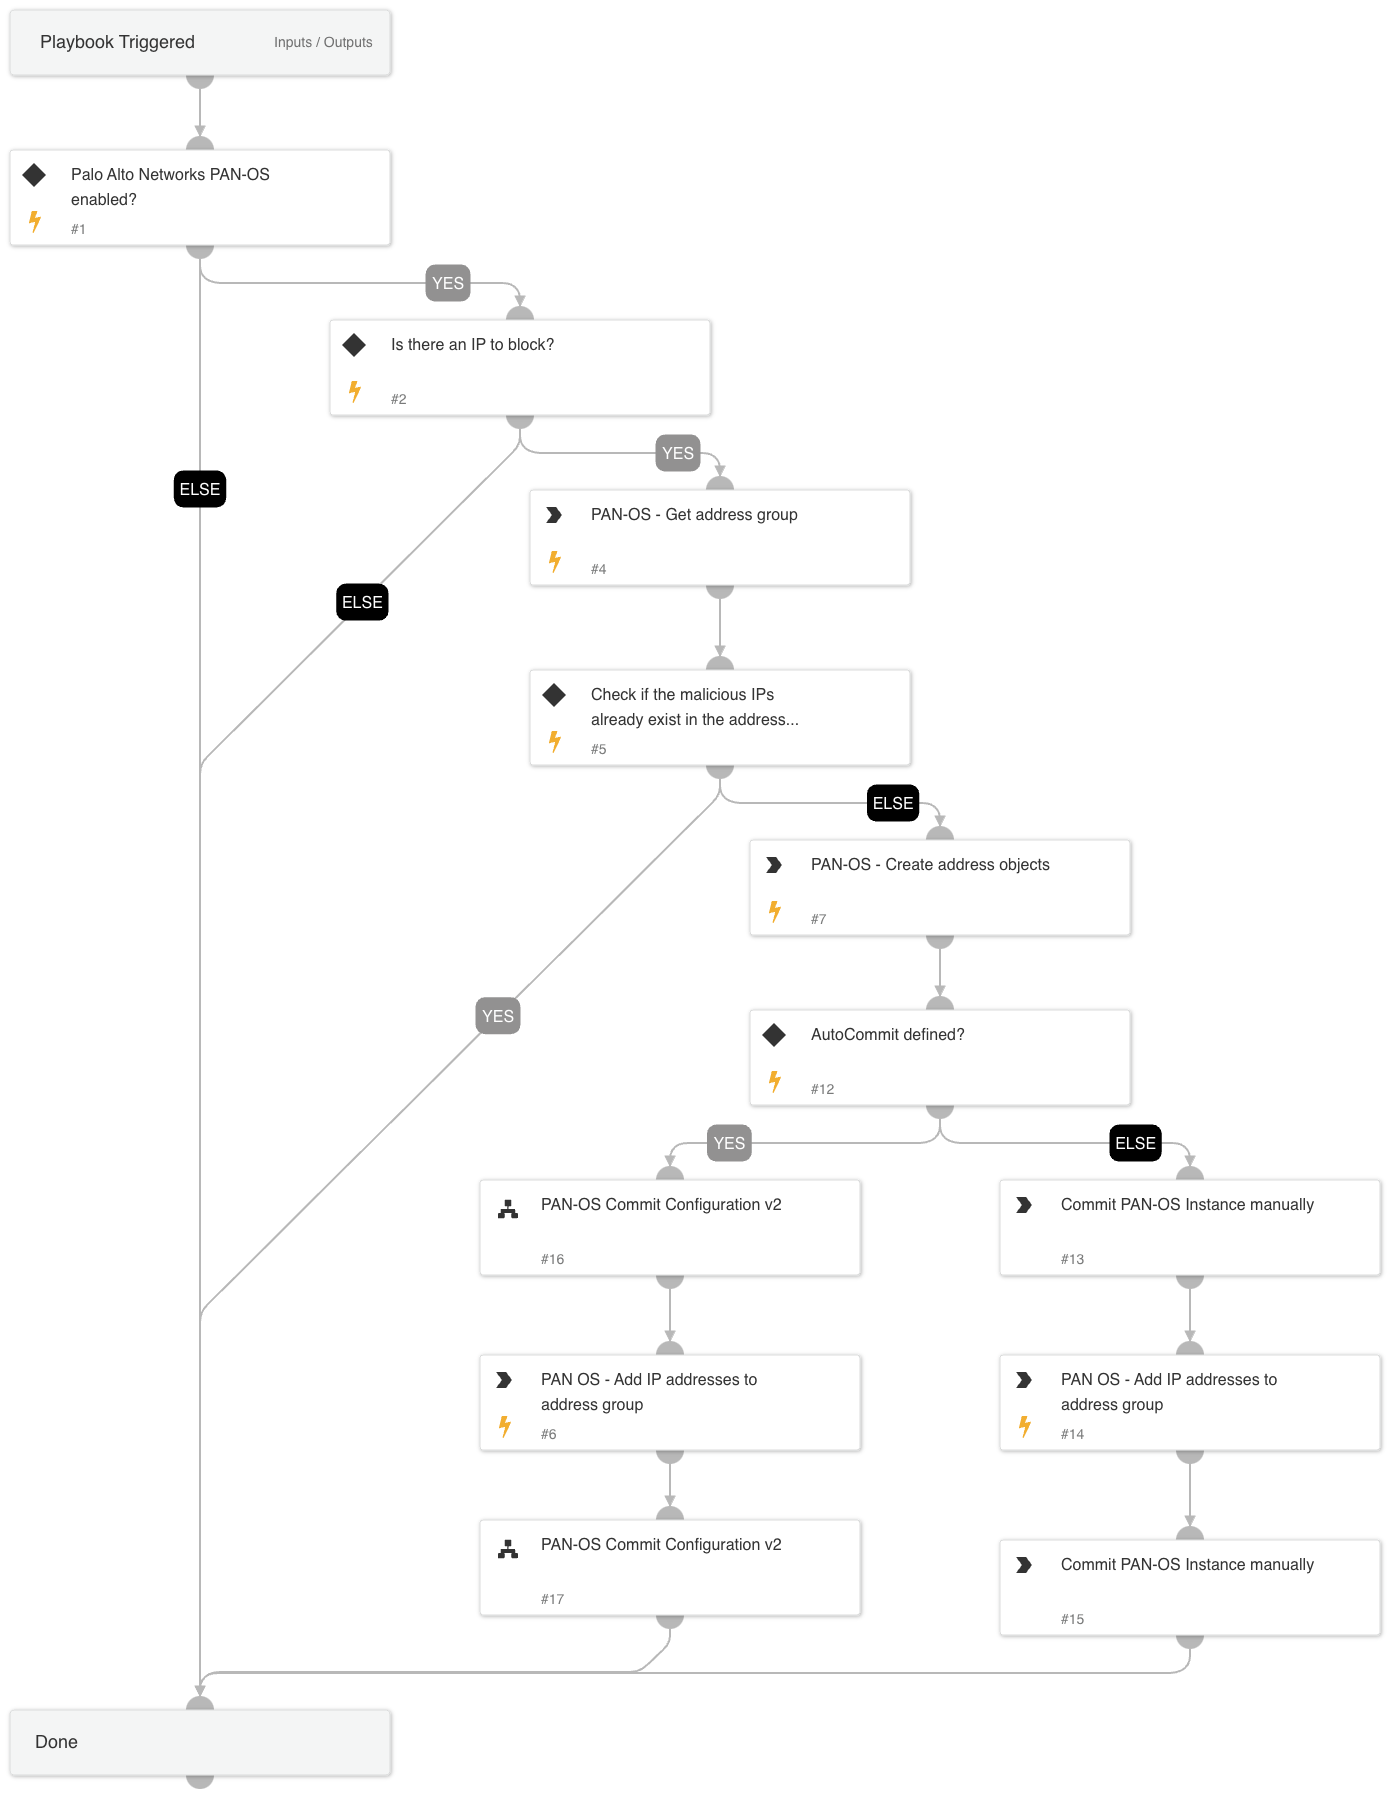 Playbook Triggered
Inputs / Outputs
Palo Alto Networks PAN-OS
enabled?
#1
YES
Is there an IP to block?
#2
YES
ELSE
PAN-OS - Get address group
#4
ELSE
Check if the malicious IPs
already exist in the address...
#5
ELSE
PAN-OS - Create address objects
#7
YES
AutoCommit defined?
#12
YES
ELSE
PAN-OS Commit Configuration v2
#16
Commit PAN-OS Instance manually
#13
PAN OS - Add IP addresses to
address group
#6
PAN OS - Add IP addresses to
address group
#14
PAN-OS Commit Configuration v2
#17
Commit PAN-OS Instance manually
#15
Done